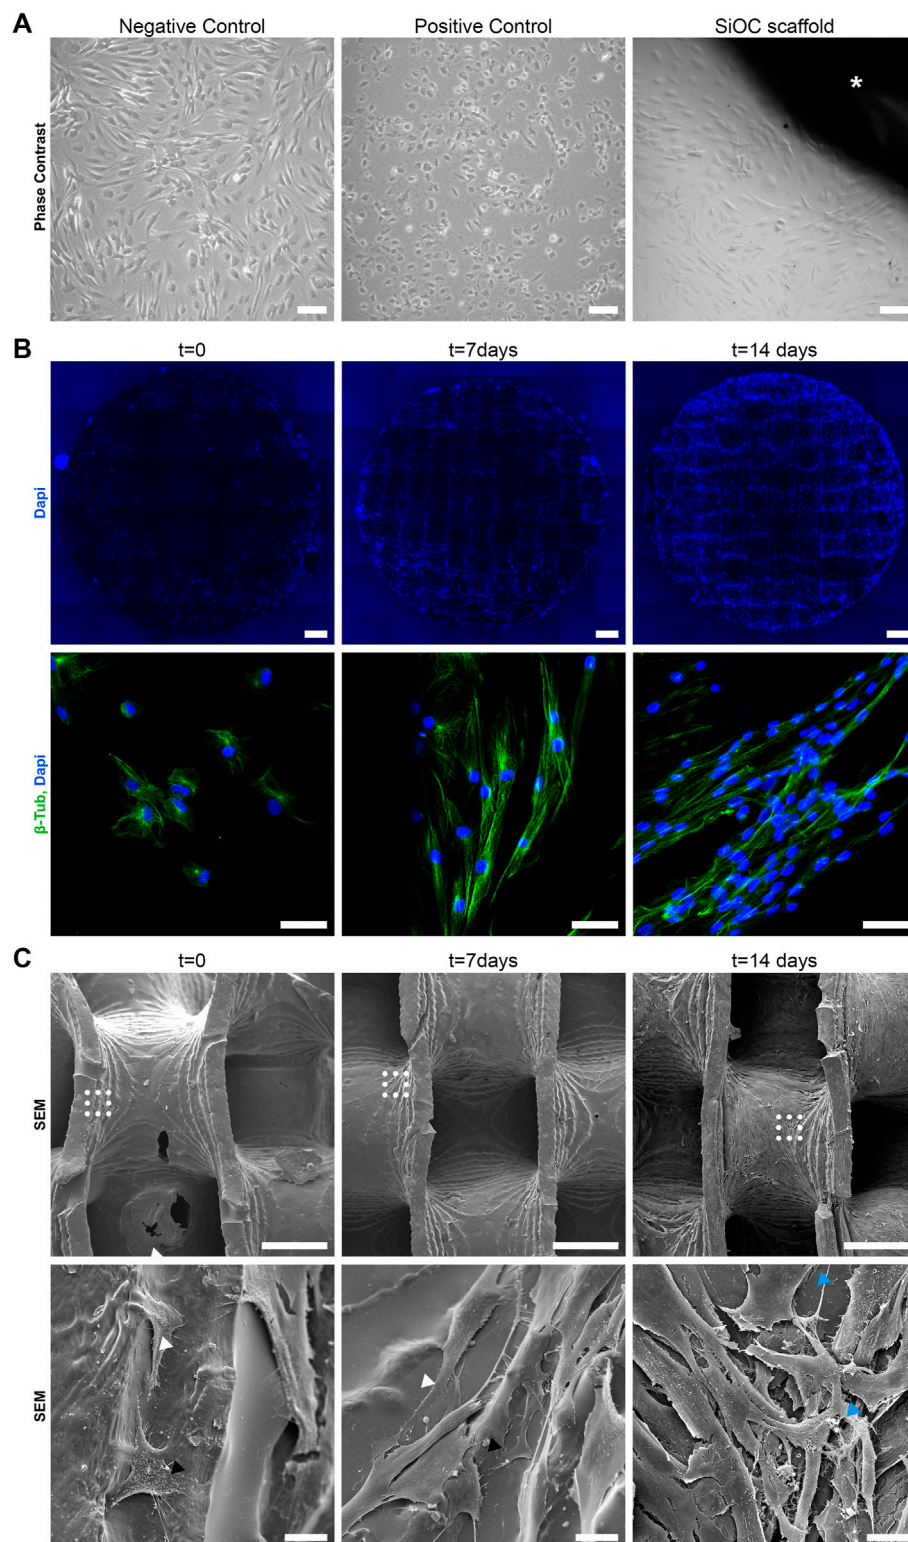 A
Negative Control
Positive Control
SiOC scaffold
Phase Contrast
*
B
t=0
t=7days
t=14 days
Dapi
β-Tub, Dapi
C
t=0
t=7days
t=14 days
SEM
SEM